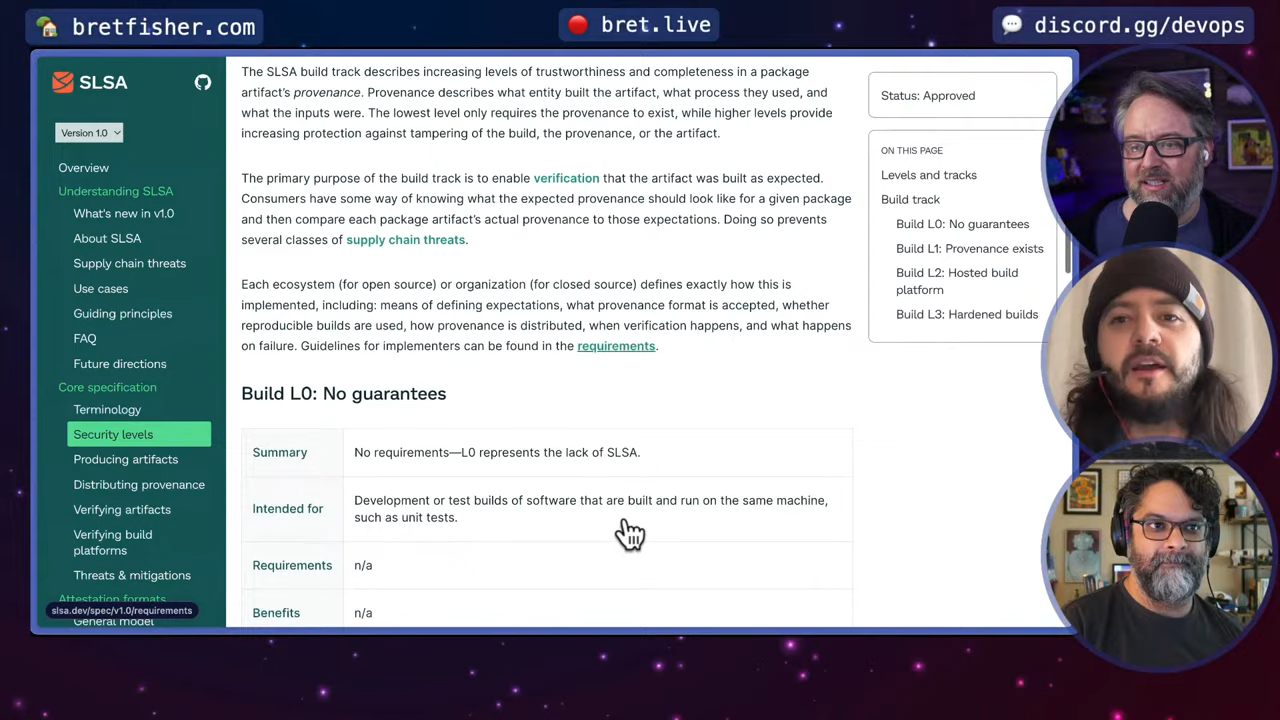 bretfisher.com
bret.live
discord.gg/devops
SLSA
Version 1.0
Overview
Understanding SLSA
What's new in v1.0
About SLSA
Supply chain threats
Use cases
Guiding principles
FAQ
Future directions
Core specification
Terminology
Security levels
Producing artifacts
Distributing provenance
Verifying artifacts
Verifying build
platforms
Threats & mitigations
Attestation formats
General model
slsa.dev/spec/v1.0/requirements
The SLSA build track describes increasing levels of trustworthiness and completeness in a package
artifact's provenance. Provenance describes what entity built the artifact, what process they used, and
what the inputs were. The lowest level only requires the provenance to exist, while higher levels provide
increasing protection against tampering of the build, the provenance, or the artifact.
The primary purpose of the build track is to enable verification that the artifact was built as expected.
Consumers have some way of knowing what the expected provenance should look like for a given package
and then compare each package artifact's actual provenance to those expectations. Doing so prevents
several classes of supply chain threats.
Each ecosystem (for open source) or organization (for closed source) defines exactly how this is
implemented, including: means of defining expectations, what provenance format is accepted, whether
reproducible builds are used, how provenance is distributed, when verification happens, and what happens
on failure. Guidelines for implementers can be found in the requirements.
Build L0: No guarantees
Summary
No requirements—L0 represents the lack of SLSA.
Intended for
Development or test builds of software that are built and run on the same machine,
such as unit tests.
Requirements
n/a
Benefits
n/a
Status: Approved
ON THIS PAGE
Levels and tracks
Build track
Build L0: No guarantees
Build L1: Provenance exists
Build L2: Hosted build
platform
Build L3: Hardened builds